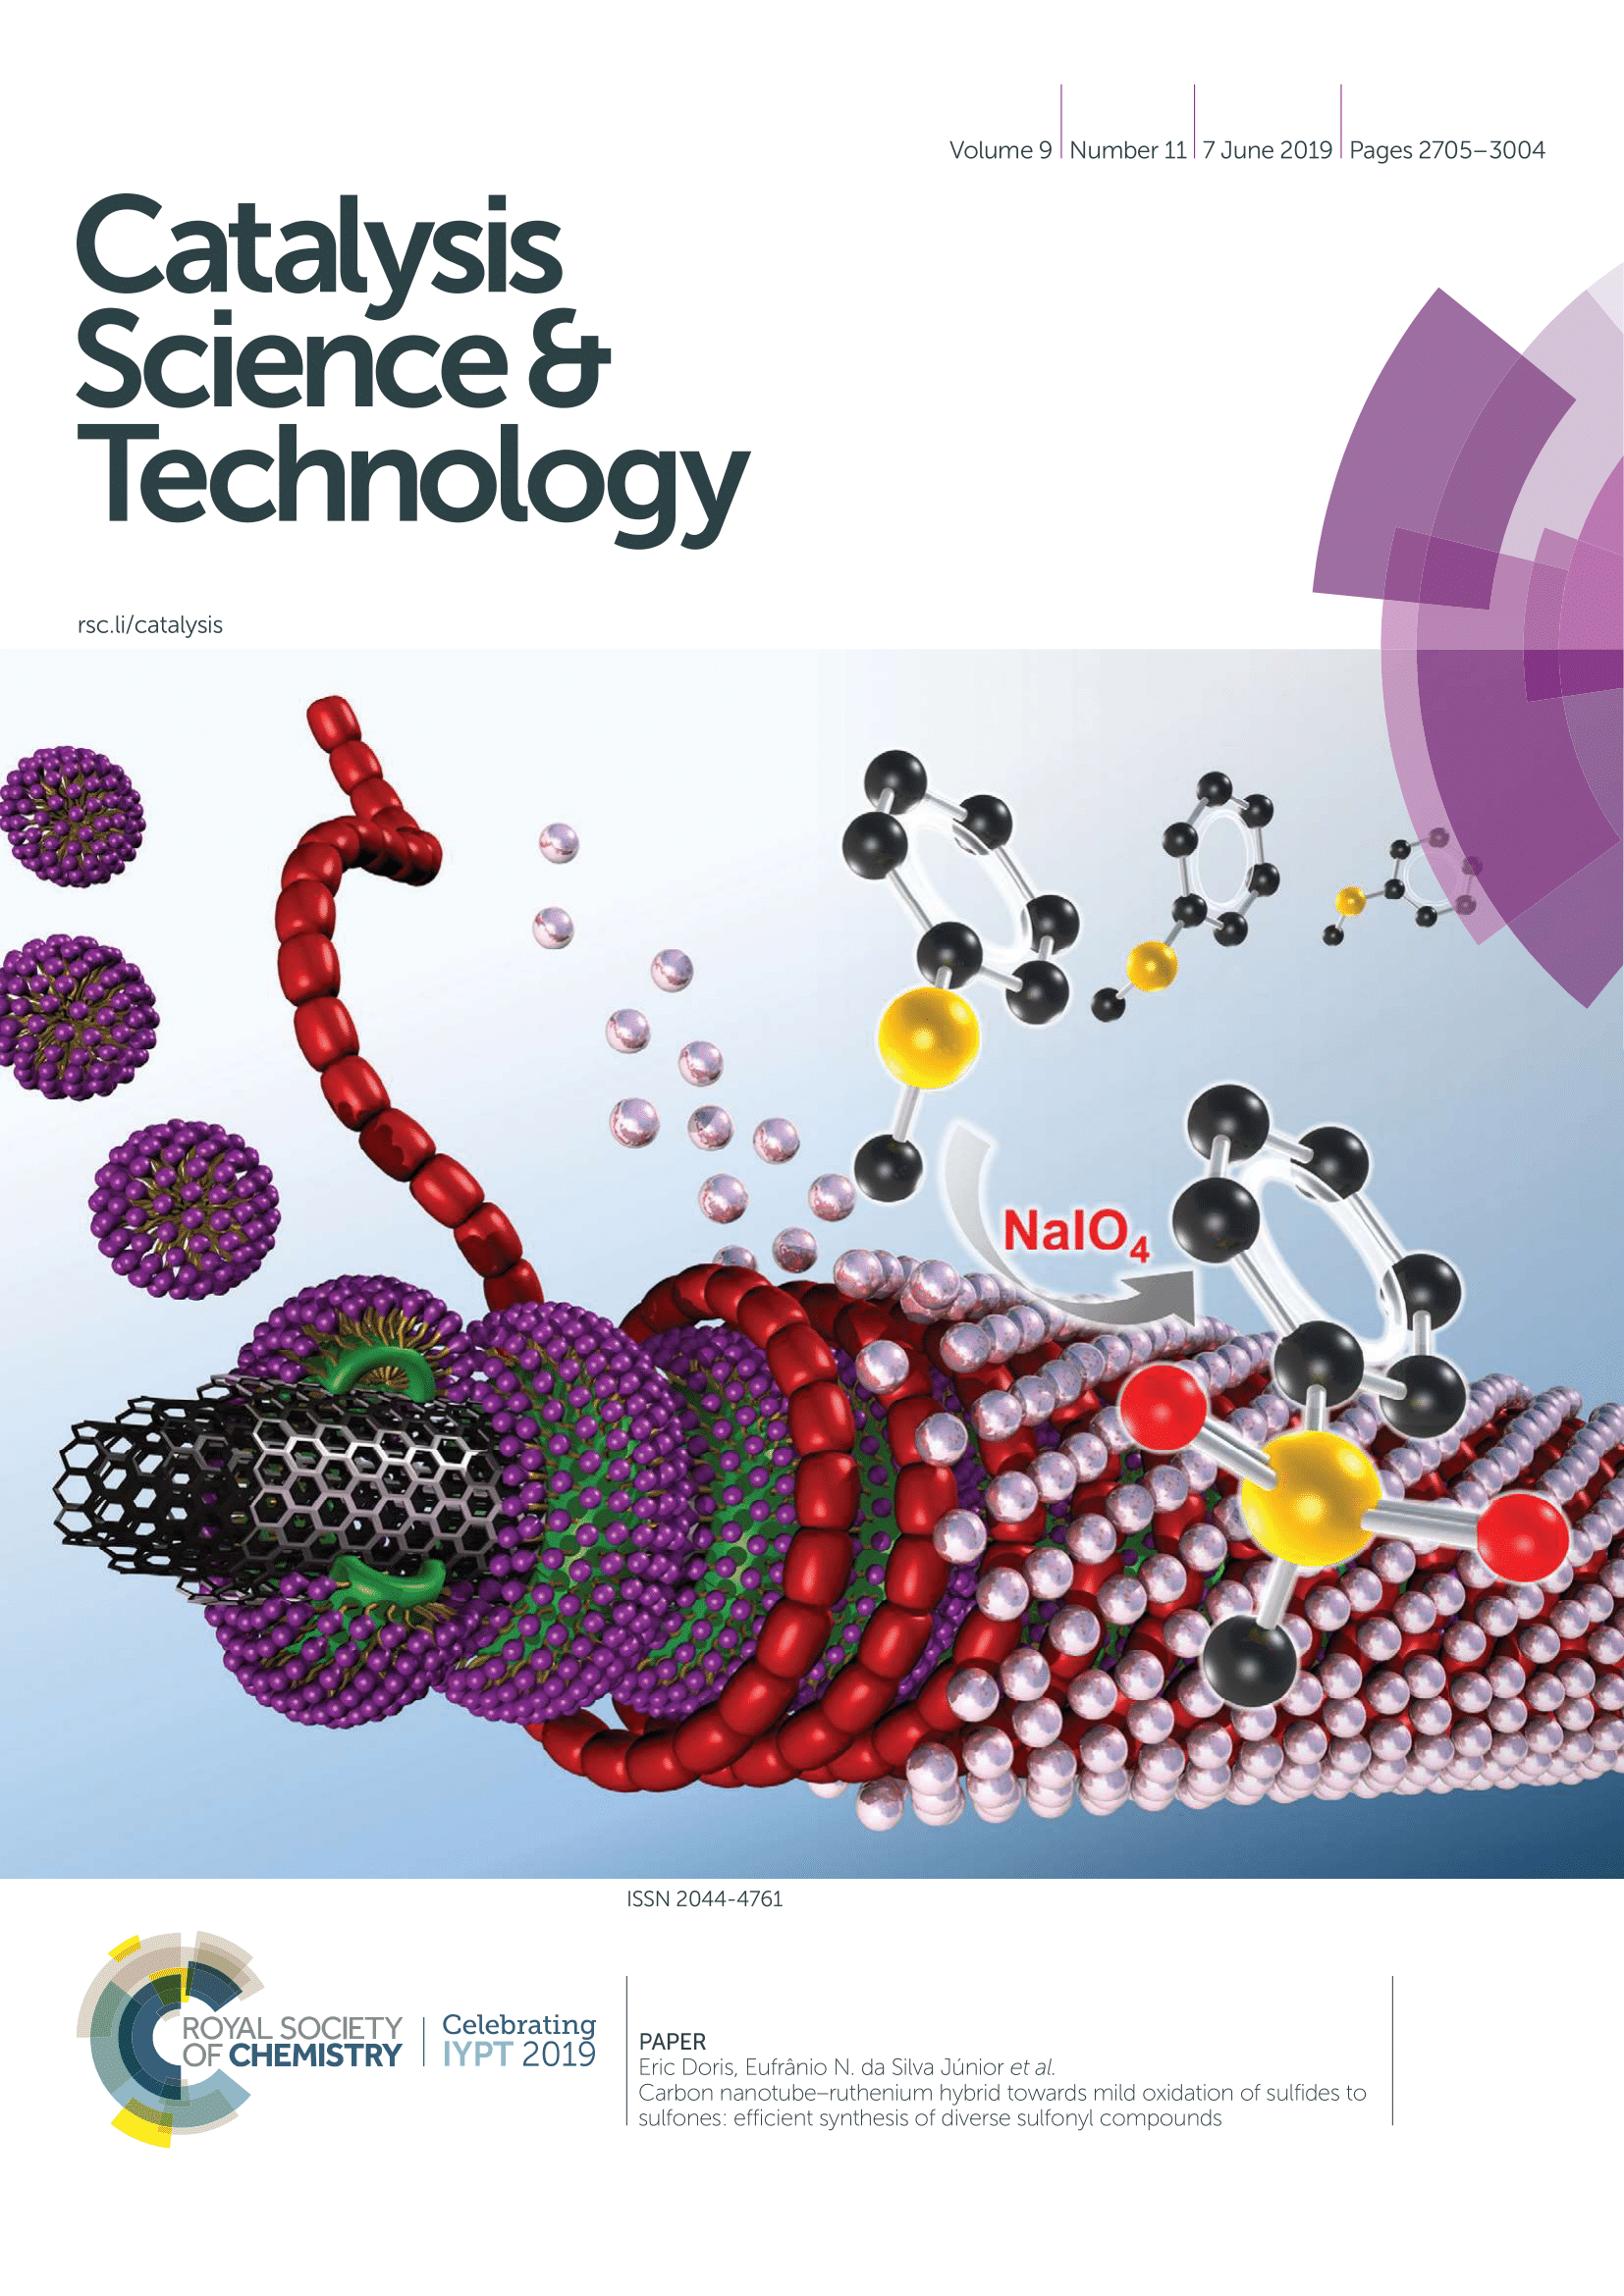 Volume 9 | Number 11 | 7 June 2019 | Pages 2705–3004
Catalysis
Science &
Technology
rsc.li/catalysis
NaIO4
ISSN 2044-4761
ROYAL SOCIETY
OF CHEMISTRY
Celebrating
IYPT 2019
PAPER
Eric Doris, Eufrânio N. da Silva Júnior et al.
Carbon nanotube–ruthenium hybrid towards mild oxidation of sulfides to
sulfones: efficient synthesis of diverse sulfonyl compounds